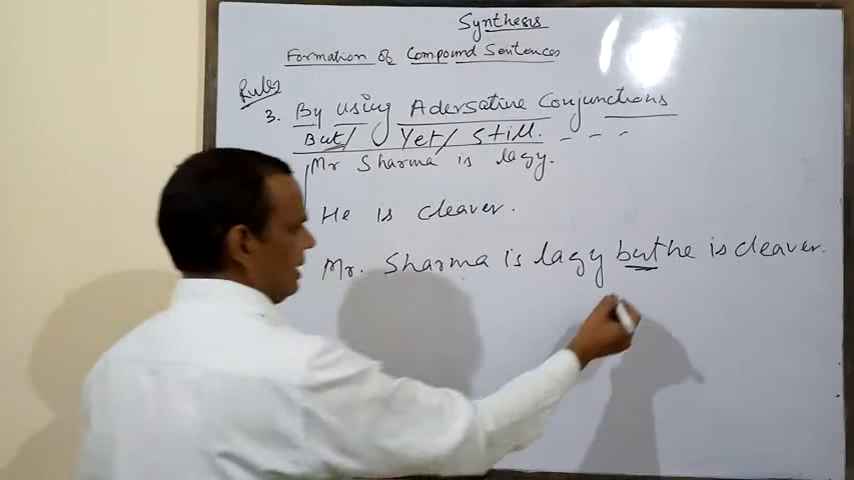 Synthesis
Formation of Compound Sentences
Rules
3. By using Adersative Conjunctions
But/ Yet/ Still. - - -
Mr Sharma is lazy.
He is cleaver.
Mr. Sharma is lazy but he is cleaver.